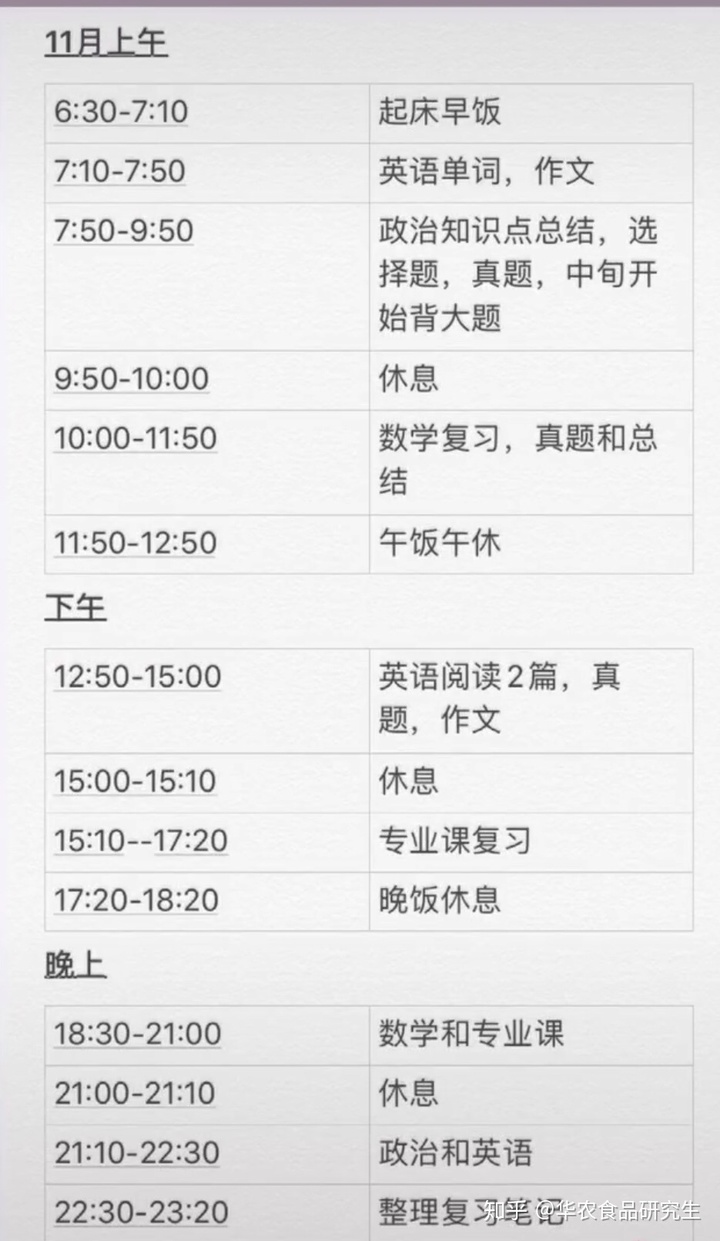 11月上午
6:30-7:10 起床早饭
7:10-7:50 英语单词，作文
7:50-9:50 政治知识点总结，选
择题，真题，中旬开
始背大题
9:50-10:00 休息
10:00-11:50 数学复习，真题和总
结
11:50-12:50 午饭午休
下午
12:50-15:00 英语阅读2篇，真
题，作文
15:00-15:10 休息
15:10--17:20 专业课复习
17:20-18:20 晚饭休息
晚上
18:30-21:00 数学和专业课
21:00-21:10 休息
21:10-22:30 政治和英语
22:30-23:20 整理复习笔记
知乎 @华农食品研究生